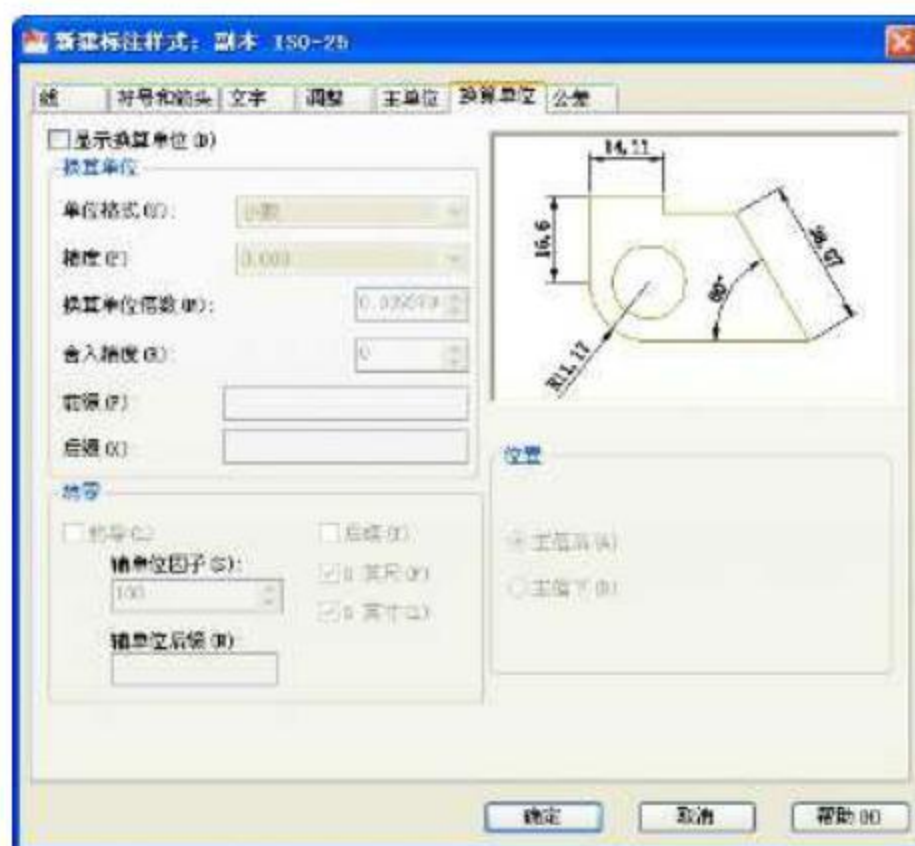 新建标注样式：副本 ISO-25
线 符号和箭头 文字 调整 主单位 换算单位 公差
显示换算单位(D)
换算单位
单位格式(U)： 小数
精度(P) 0.000
换算单位倍数(M)：
舍入精度(R)： 0
前缀(F)
后缀(X)
消零
前导(L) 后续(T)
辅单位因子(S)： 0 英尺(F)
100 0 英寸(I)
辅单位后缀(N)
14,11
16,6
R11,17
60°
位置
主值后(A)
主值下(B)
确定 取消 帮助(H)